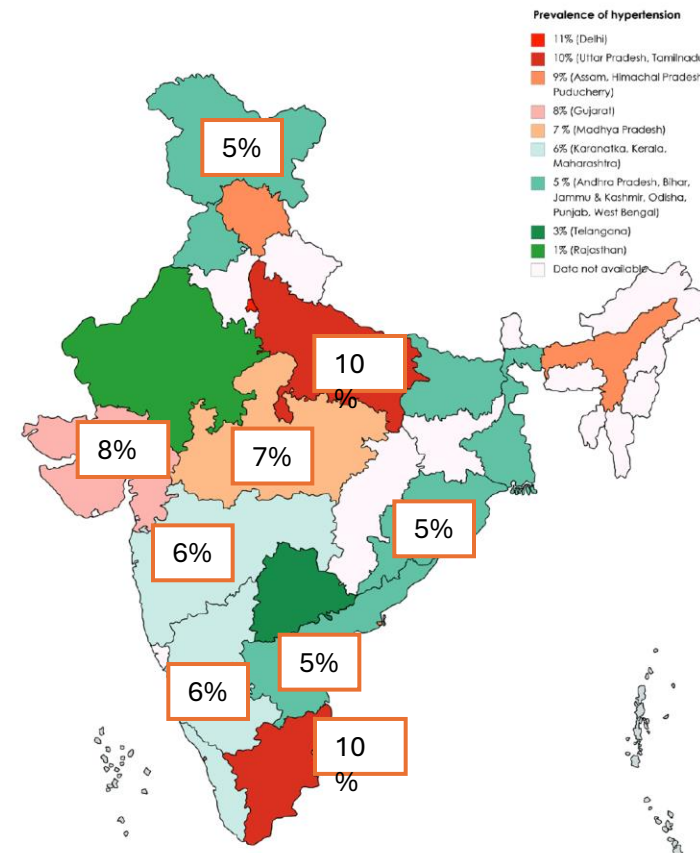 Prevalence of hypertension
11% (Delhi)
10% (Uttar Pradesh, Tamilnadu
9% (Assam, Himachal Pradesh
Puducherry)
8% (Gujarat)
7 % (Madhya Pradesh)
6% (Karanatka, Kerala,
Maharashtra)
5 % (Andhra Pradesh, Bihar,
Jammu & Kashmir, Odisha,
Punjab, West Bengal)
3% (Telangana)
1% (Rajasthan)
Data not available
5%
10
%
8%
7%
5%
6%
5%
6%
10
%